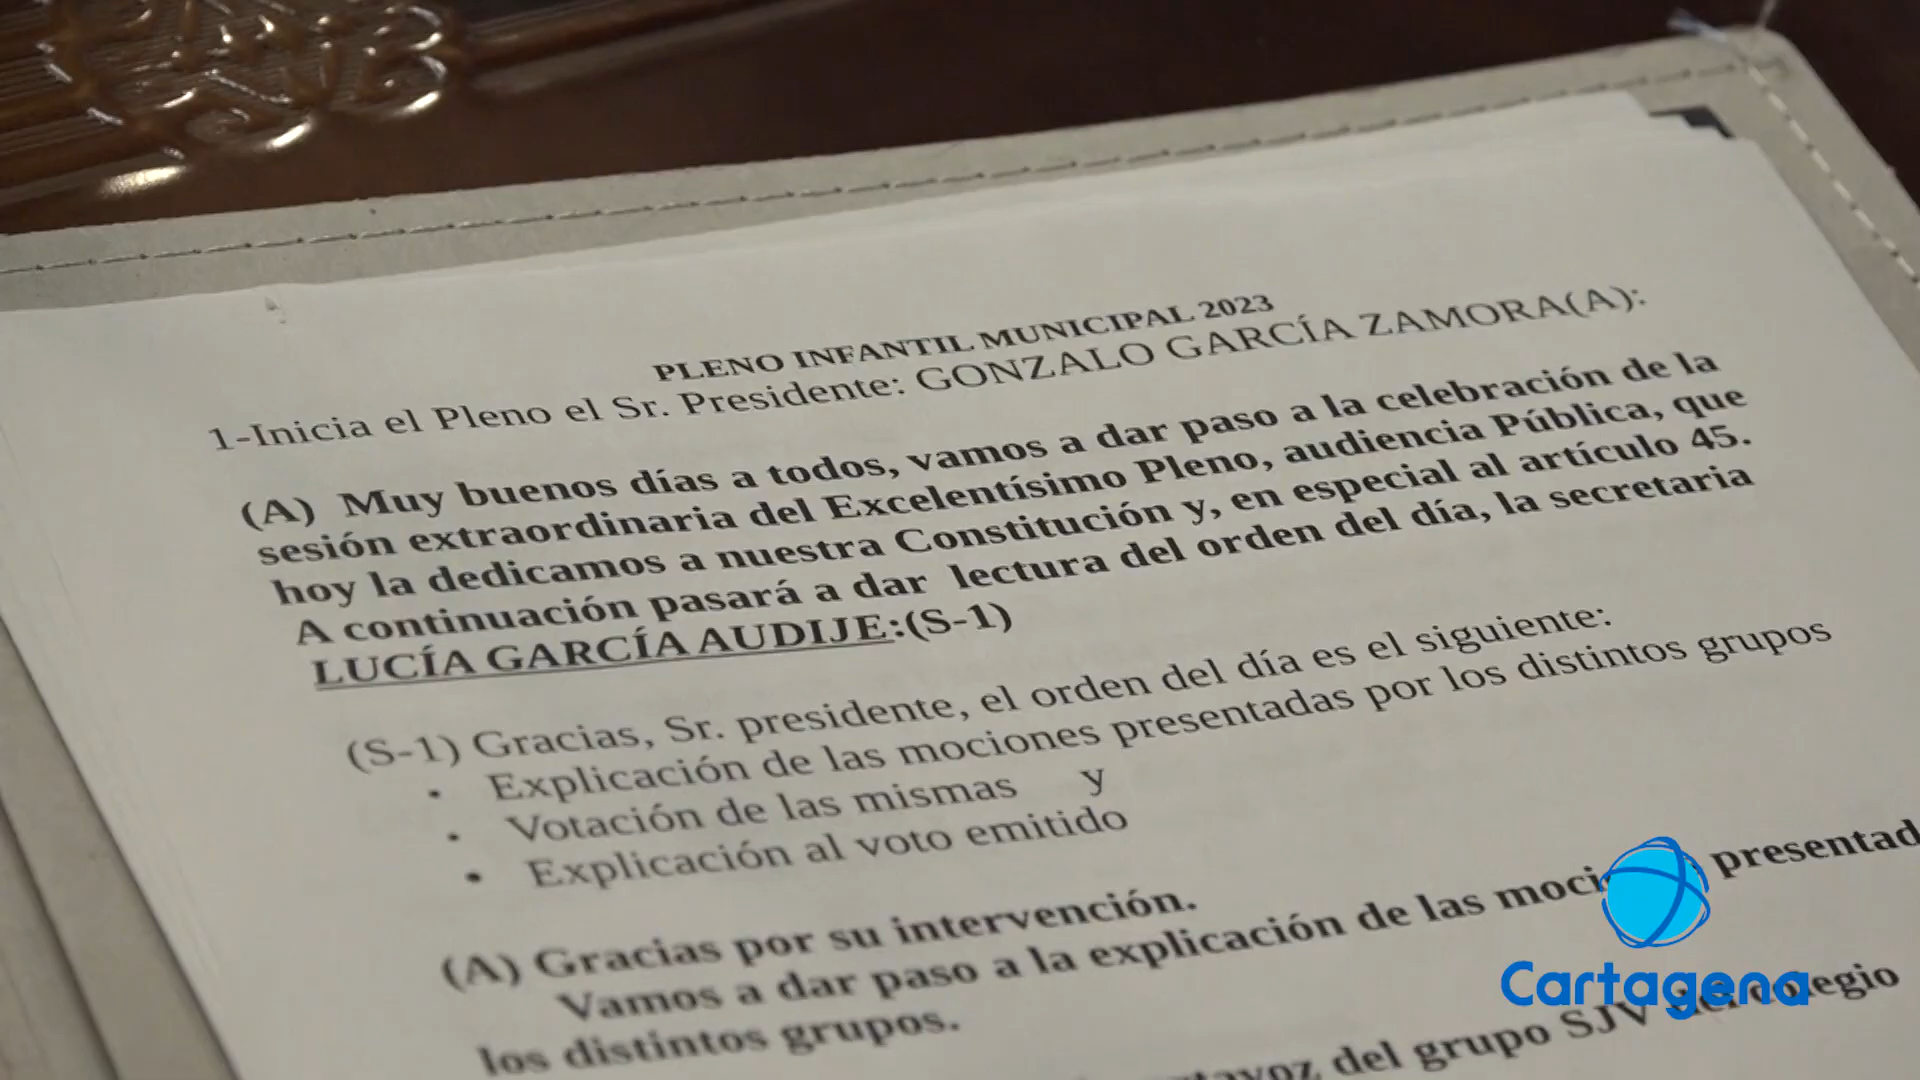 PLENO INFANTIL MUNICIPAL 2023
1-Inicia el Pleno el Sr. Presidente: GONZALO GARCÍA ZAMORA(A):
(A) Muy buenos días a todos, vamos a dar paso a la celebración de la
sesión extraordinaria del Excelentísimo Pleno, audiencia Pública, que
hoy la dedicamos a nuestra Constitución y, en especial al artículo 45.
A continuación pasará a dar lectura del orden del día, la secretaria
LUCÍA GARCÍA AUDIJE:(S-1)
(S-1) Gracias, Sr. presidente, el orden del día es el siguiente:
• Explicación de las mociones presentadas por los distintos grupos
• Votación de las mismas y
• Explicación al voto emitido
(A) Gracias por su intervención.
Vamos a dar paso a la explicación de las presentad
los distintos grupos.
del grupo SJV del colegio
Cartagena